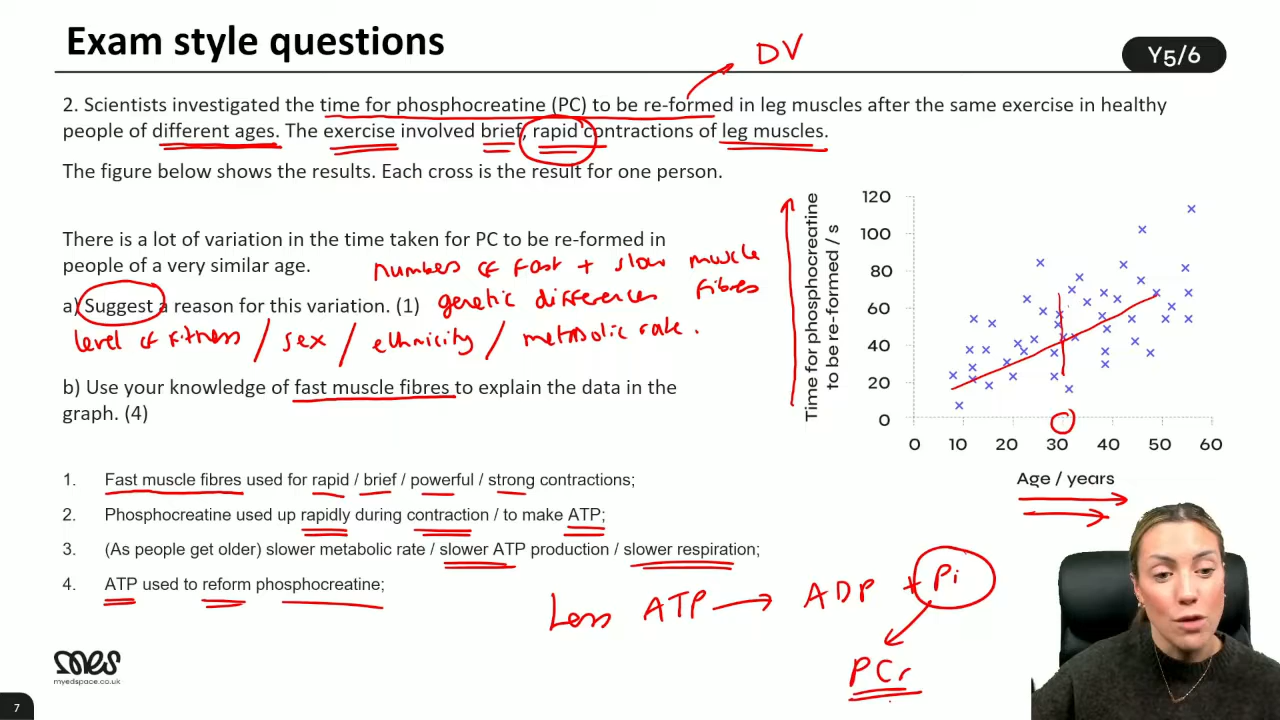 Exam style questions
Y5/6
DV
2. Scientists investigated the time for phosphocreatine (PC) to be re-formed in leg muscles after the same exercise in healthy
people of different ages. The exercise involved brief, rapid contractions of leg muscles.
The figure below shows the results. Each cross is the result for one person.
There is a lot of variation in the time taken for PC to be re-formed in
people of a very similar age.
numbers of fast + slow muscle
fibres
a) Suggest a reason for this variation. (1)
genetic differences
level of fitness / sex / ethnicity / metabolic rate.
b) Use your knowledge of fast muscle fibres to explain the data in the
graph. (4)
1. Fast muscle fibres used for rapid / brief / powerful / strong contractions;
2. Phosphocreatine used up rapidly during contraction / to make ATP;
3. (As people get older) slower metabolic rate / slower ATP production / slower respiration;
4. ATP used to reform phosphocreatine;
Time for phosphocreatine
to be re-formed / s
120
100
80
60
40
20
0
0 10 20 30 40 50 60
Age / years
Less ATP → ADP + Pi
PCr
mes
myedspace.co.uk
7